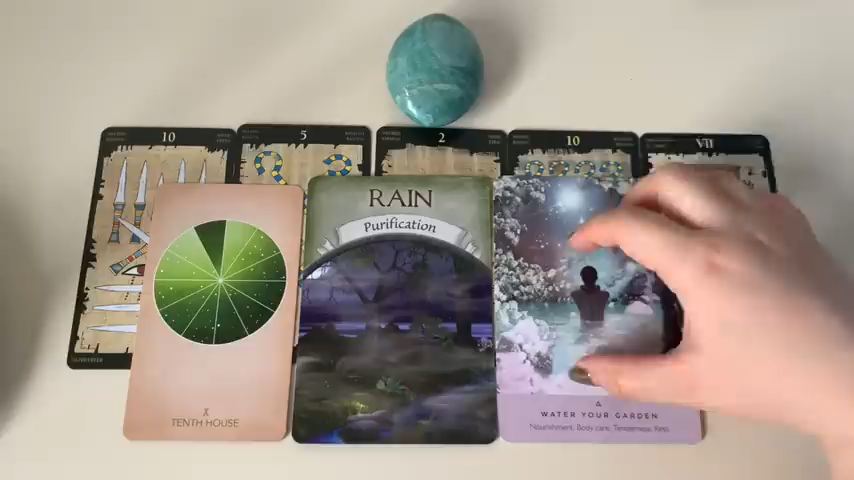 10
5
2
10
VII
RAIN
Purification
X
TENTH HOUSE
WATER YOUR GARDEN
Nourishment, Body care, Tenderness, Rest